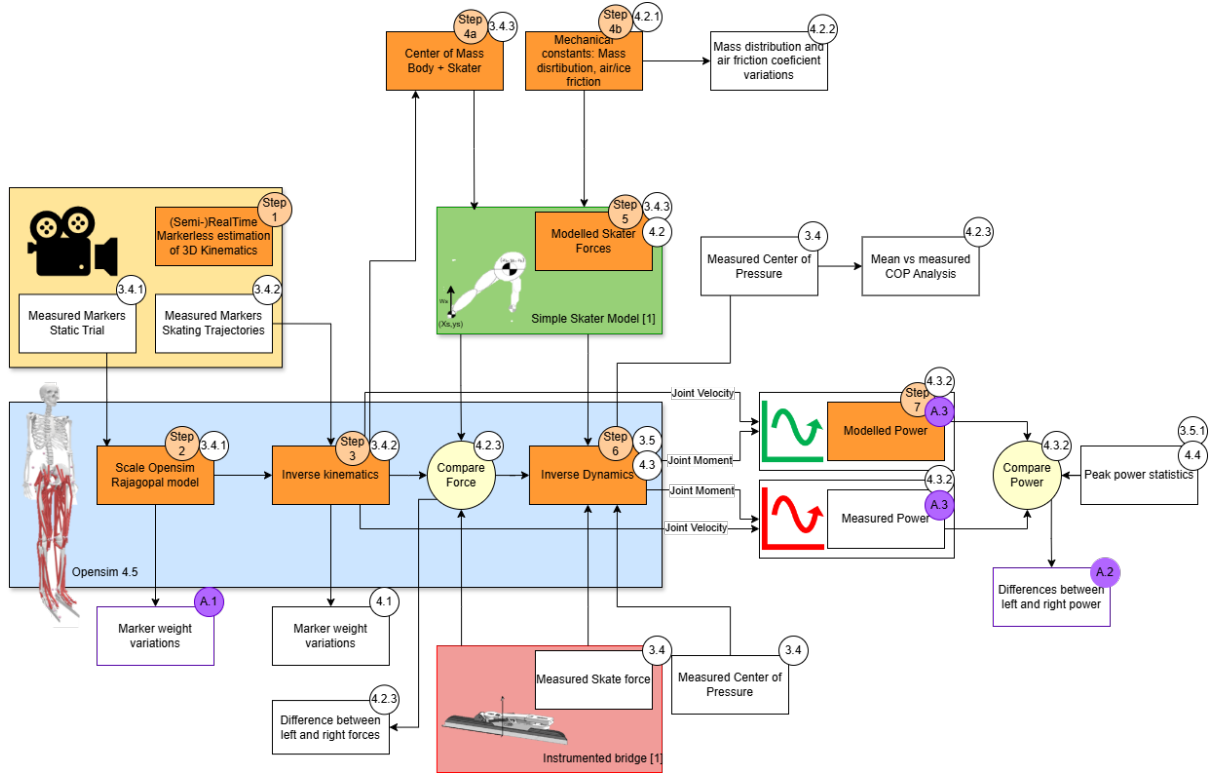 Step
4a
3.4.3
Center of Mass
Body + Skater
Step
4b
4.2.1
Mechanical
constants: Mass
disrtibution, air/ice
friction
4.2.2
Mass distribution and
air friction coeficient
variations
Step
1
(Semi-)RealTime
Markerless estimation
of 3D Kinematics
3.4.1
Measured Markers
Static Trial
3.4.2
Measured Markers
Skating Trajectories
Step
5
3.4.3
4.2
Modelled Skater
Forces
(Xs,ys)
Simple Skater Model [1]
3.4
Measured Center of
Pressure
4.2.3
Mean vs measured
COP Analysis
Step
2
3.4.1
Scale Opensim
Rajagopal model
Step
3
3.4.2
Inverse kinematics
4.2.3
Compare
Force
Step
6
3.5
4.3
Inverse Dynamics
Opensim 4.5
Joint Velocity
Joint Moment
Joint Moment
Joint Velocity
Step
7
4.3.2
A.3
Modelled Power
4.3.2
A.3
Measured Power
4.3.2
Compare
Power
3.5.1
4.4
Peak power statistics
A.2
Differences between
left and right power
A.1
Marker weight
variations
4.1
Marker weight
variations
4.2.3
Difference between
left and right forces
3.4
Measured Skate force
Instrumented bridge [1]
3.4
Measured Center of
Pressure